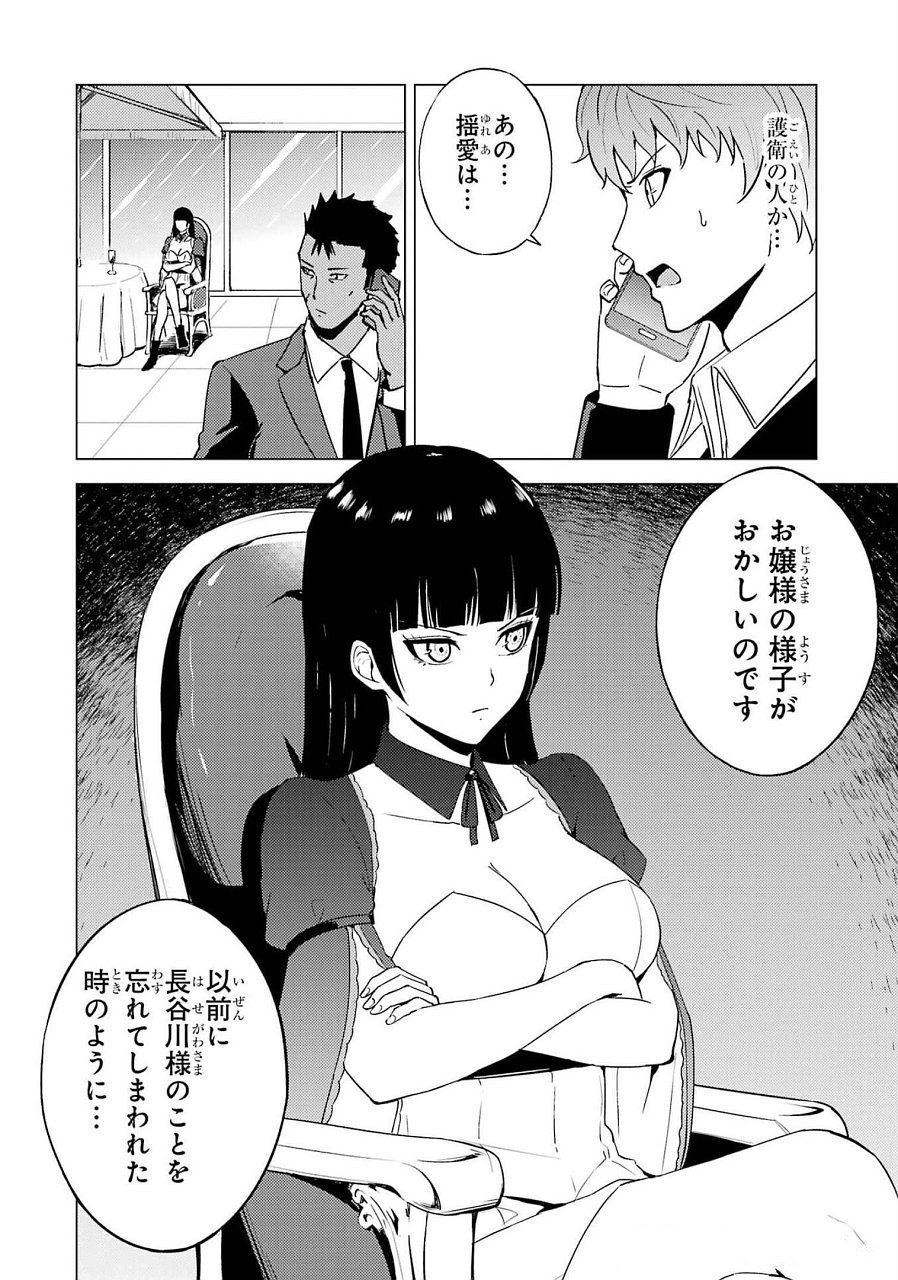 護衛の人か…
あの…
揺愛は…
お嬢様の様子が
おかしいのです
以前に
長谷川様のことを
忘れてしまわれた
時のように…